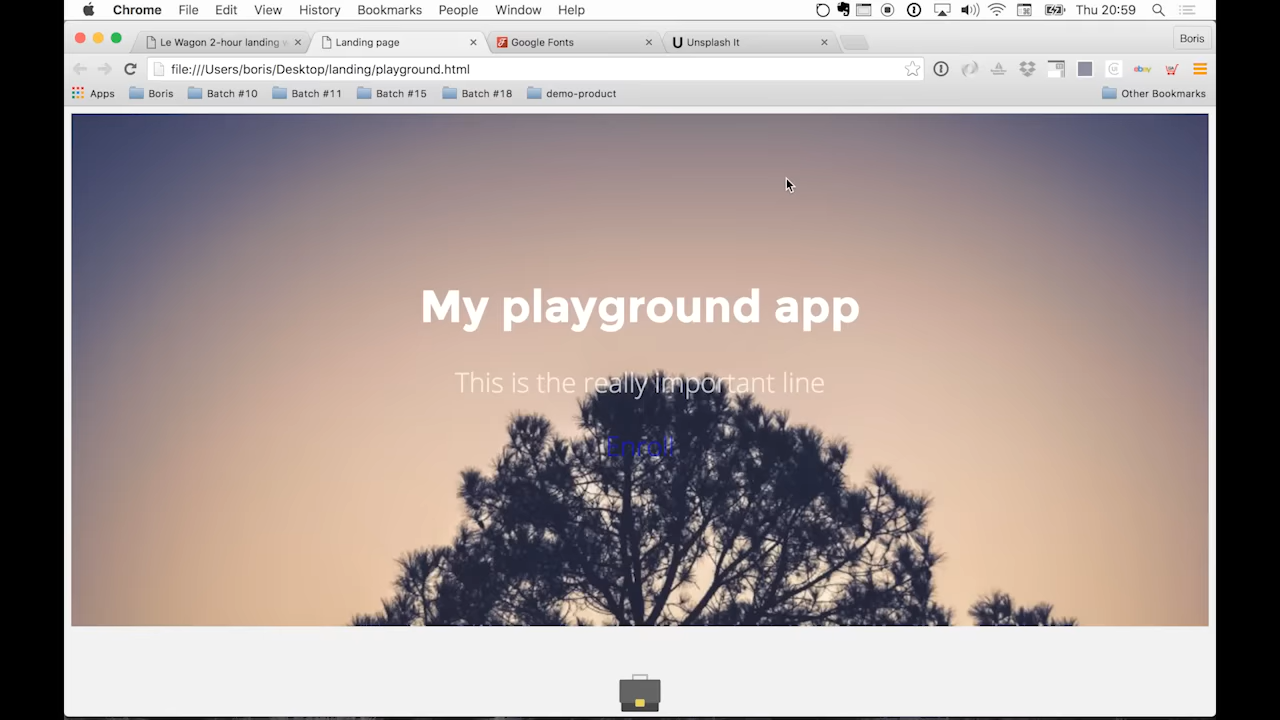 Chrome File Edit View History Bookmarks People Window Help Thu 20:59
Le Wagon 2-hour landing Landing page Google Fonts Unsplash It Boris
file:///Users/boris/Desktop/landing/playground.html
Apps Boris Batch #10 Batch #11 Batch #15 Batch #18 demo-product Other Bookmarks
My playground app
This is the really important line
Enroll